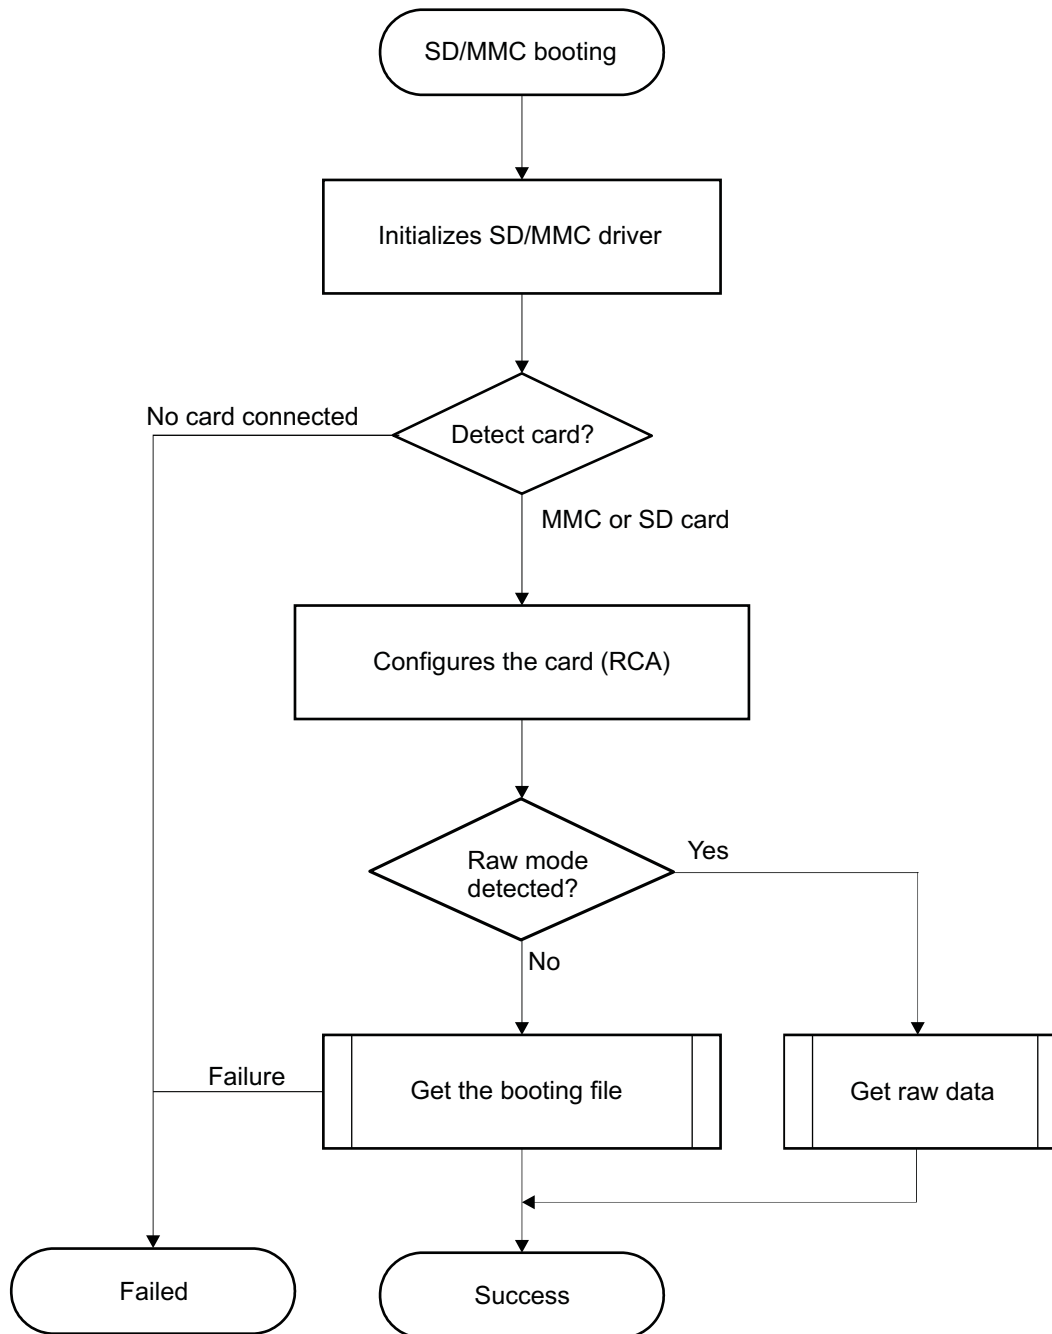 SD/MMC booting
Initializes SD/MMC driver
No card connected
Detect card?
MMC or SD card
Configures the card (RCA)
Raw mode
detected?
Yes
No
Failure
Get the booting file
Get raw data
Failed
Success